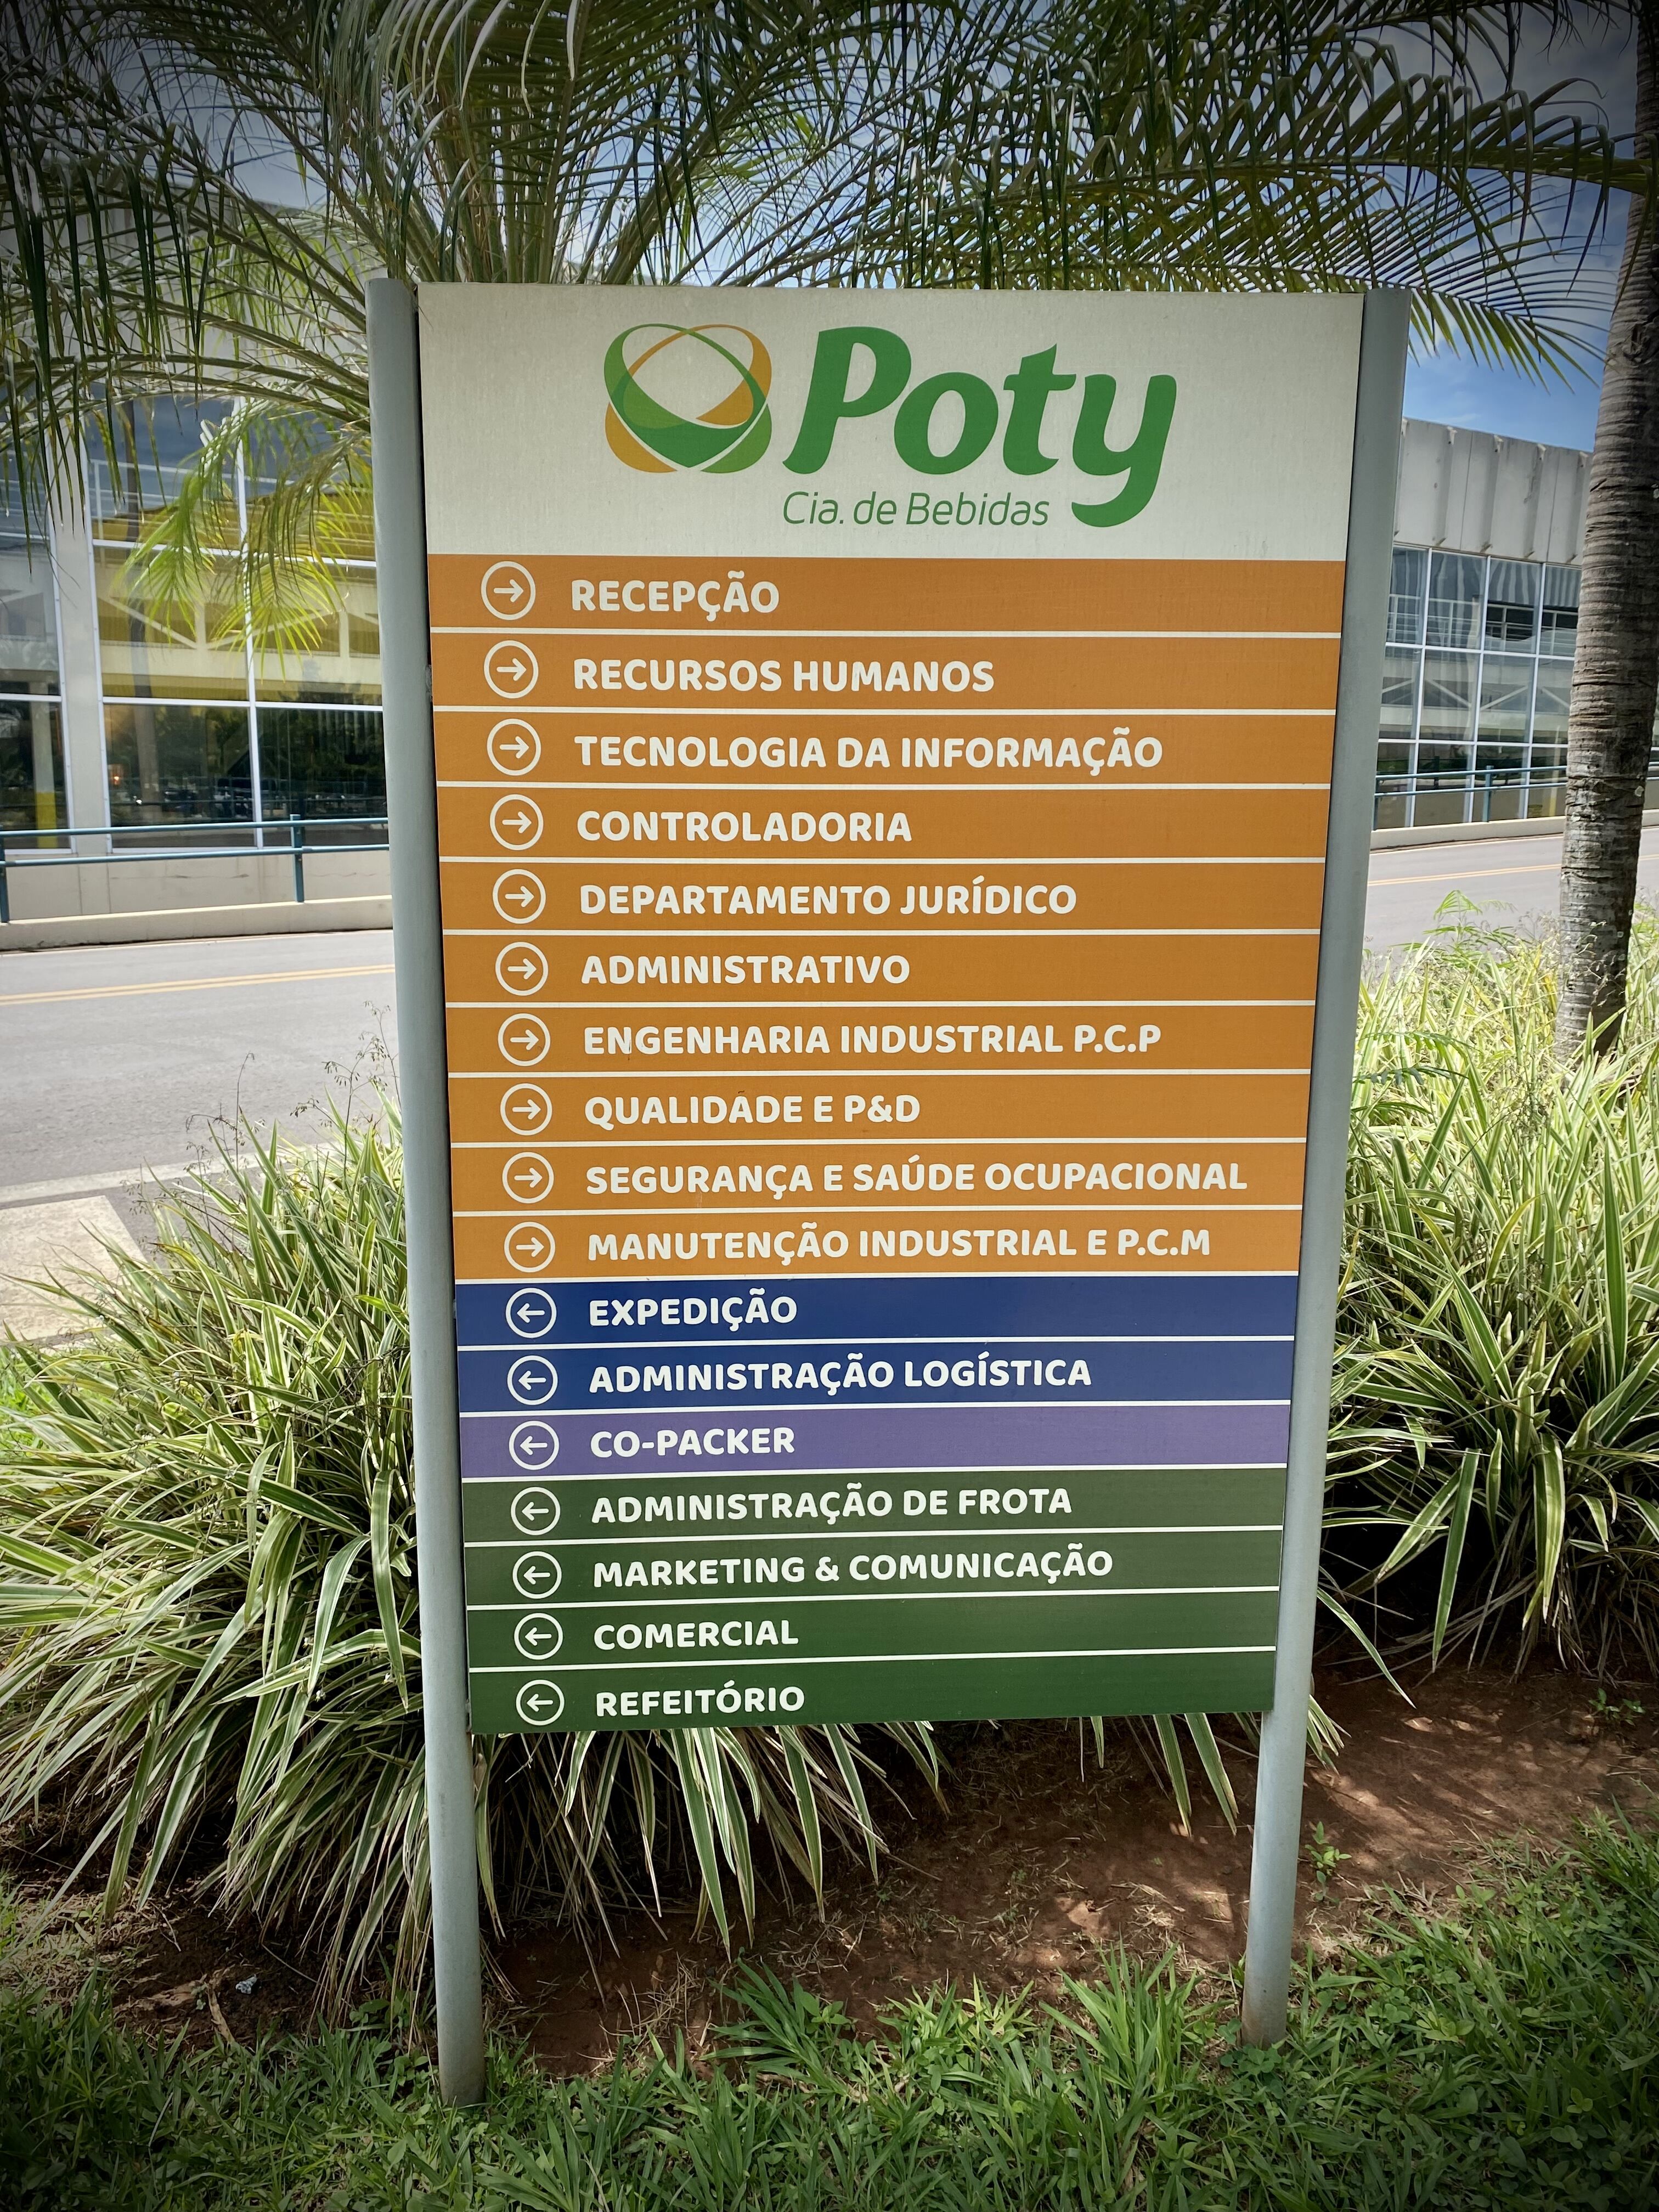 Poty
Cia. de Bebidas
RECEPÇÃO
RECURSOS HUMANOS
TECNOLOGIA DA INFORMAÇÃO
CONTROLADORIA
DEPARTAMENTO JURÍDICO
ADMINISTRATIVO
ENGENHARIA INDUSTRIAL P.C.P
QUALIDADE E P&D
SEGURANÇA E SAÚDE OCUPACIONAL
MANUTENÇÃO INDUSTRIAL E P.C.M
EXPEDIÇÃO
ADMINISTRAÇÃO LOGÍSTICA
CO-PACKER
ADMINISTRAÇÃO DE FROTA
MARKETING & COMUNICAÇÃO
COMERCIAL
REFEITÓRIO